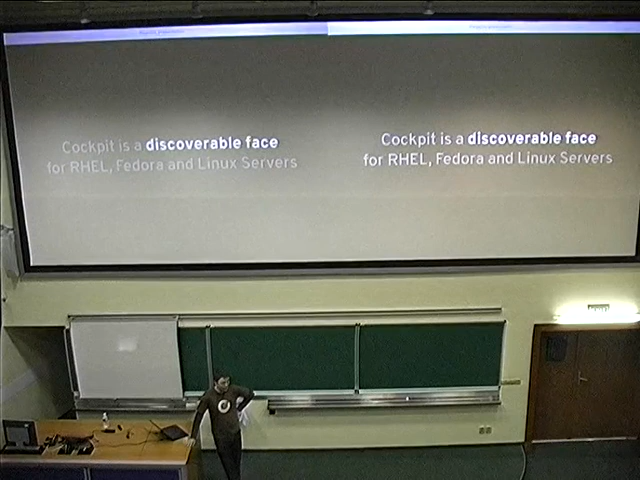 Cockpit is a discoverable face
for RHEL, Fedora and Linux Servers
Cockpit is a discoverable face
for RHEL, Fedora and Linux Servers